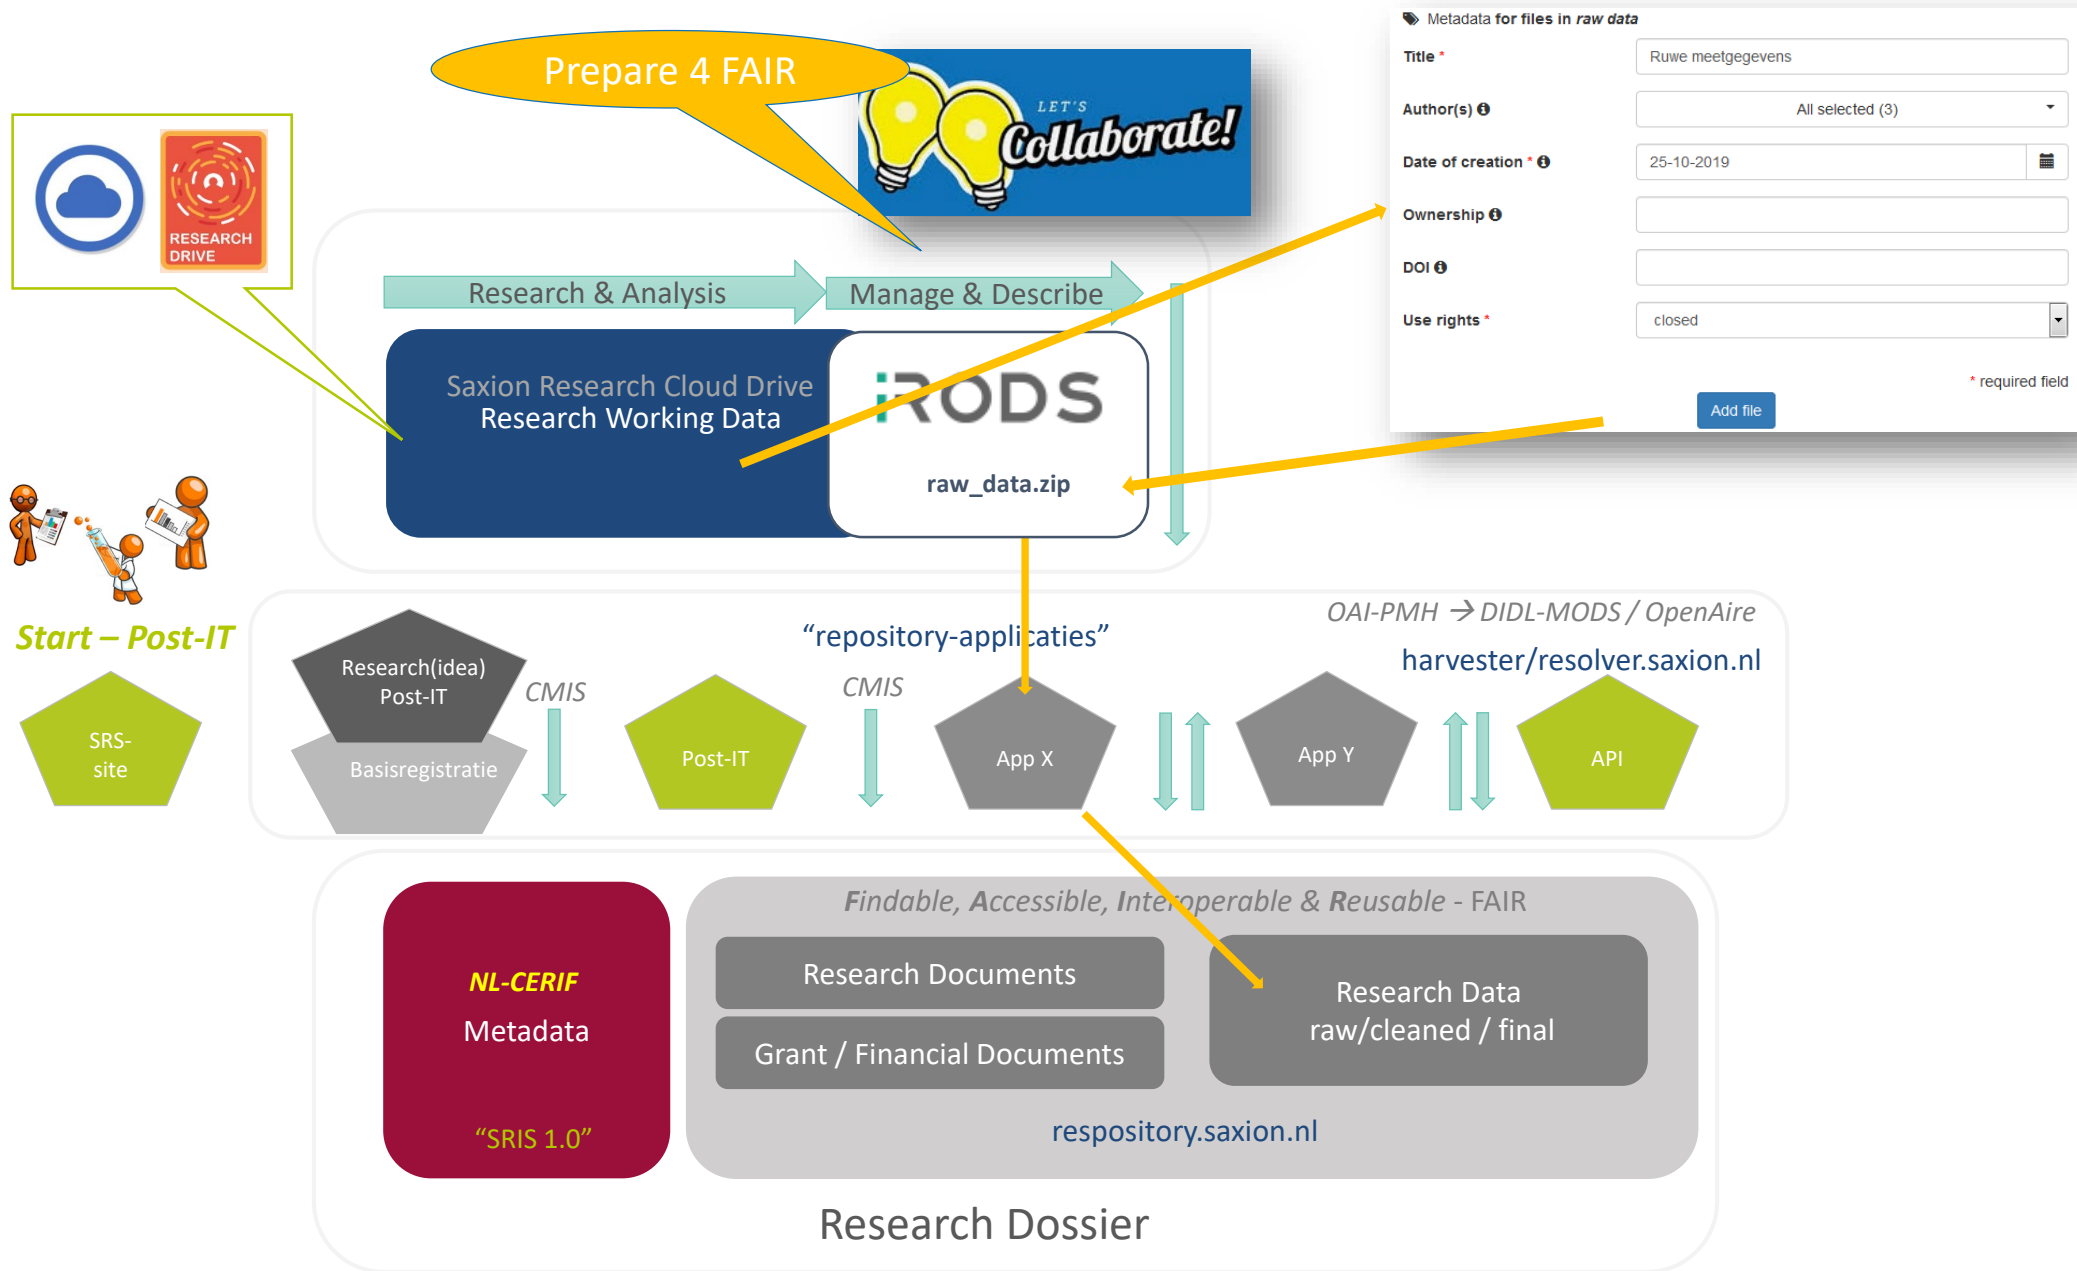 Metadata for files in raw data
Title *
Ruwe meetgegevens
Author(s)
All selected (3)
Date of creation *
25-10-2019
Ownership
DOI
Use rights *
closed
* required field
Add file
Prepare 4 FAIR
LET'S
Collaborate!
RESEARCH
DRIVE
Research & Analysis
Manage & Describe
Saxion Research Cloud Drive
Research Working Data
iRODS
raw_data.zip
Start – Post-IT
SRS-
site
Research(idea)
Post-IT
Basisregistratie
CMIS
Post-IT
“repository-applicaties”
CMIS
App X
App Y
OAI-PMH → DIDL-MODS / OpenAire
harvester/resolver.saxion.nl
API
NL-CERIF
Metadata
“SRIS 1.0”
Findable, Accessible, Interoperable & Reusable - FAIR
Research Documents
Grant / Financial Documents
Research Data
raw/cleaned / final
respository.saxion.nl
Research Dossier